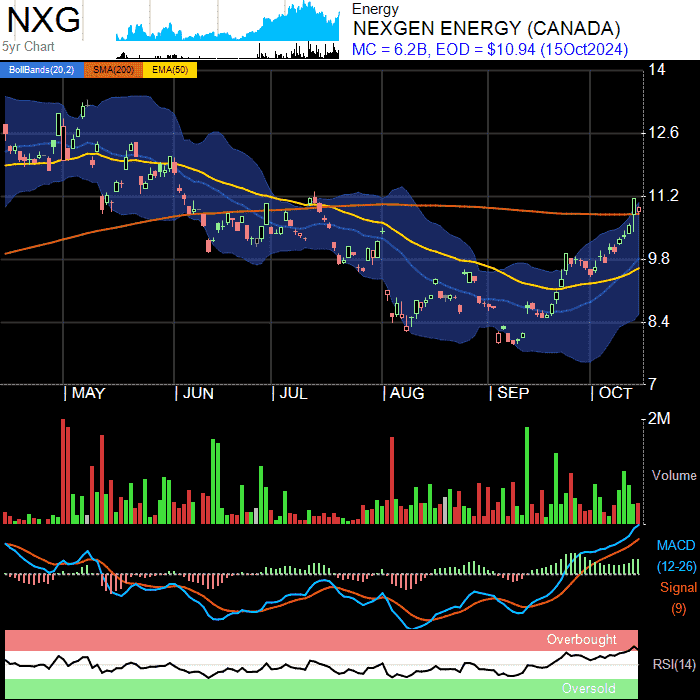 NXG
5yr Chart
Energy
NEXGEN ENERGY (CANADA)
MC = 6.2B, EOD = $10.94 (15Oct2024)
BollBands(20,2) SMA(200) EMA(50)
14
12.6
11.2
9.8
8.4
7
| MAY | JUN | JUL | AUG | SEP | OCT
2M
Volume
MACD
(12-26)
Signal
(9)
Overbought
RSI(14)
Oversold